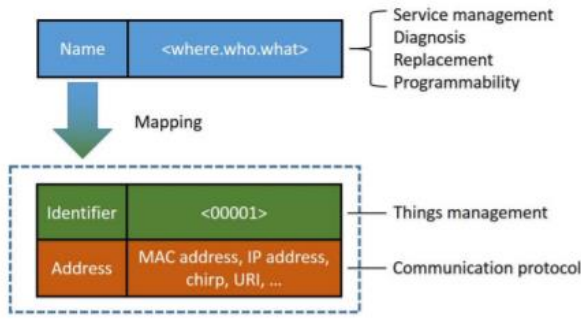 Name <where.who.what>
Service management
Diagnosis
Replacement
Programmability
Mapping
Identifier <00001>
Things management
Address MAC address, IP address,
chirp, URI, ...
Communication protocol